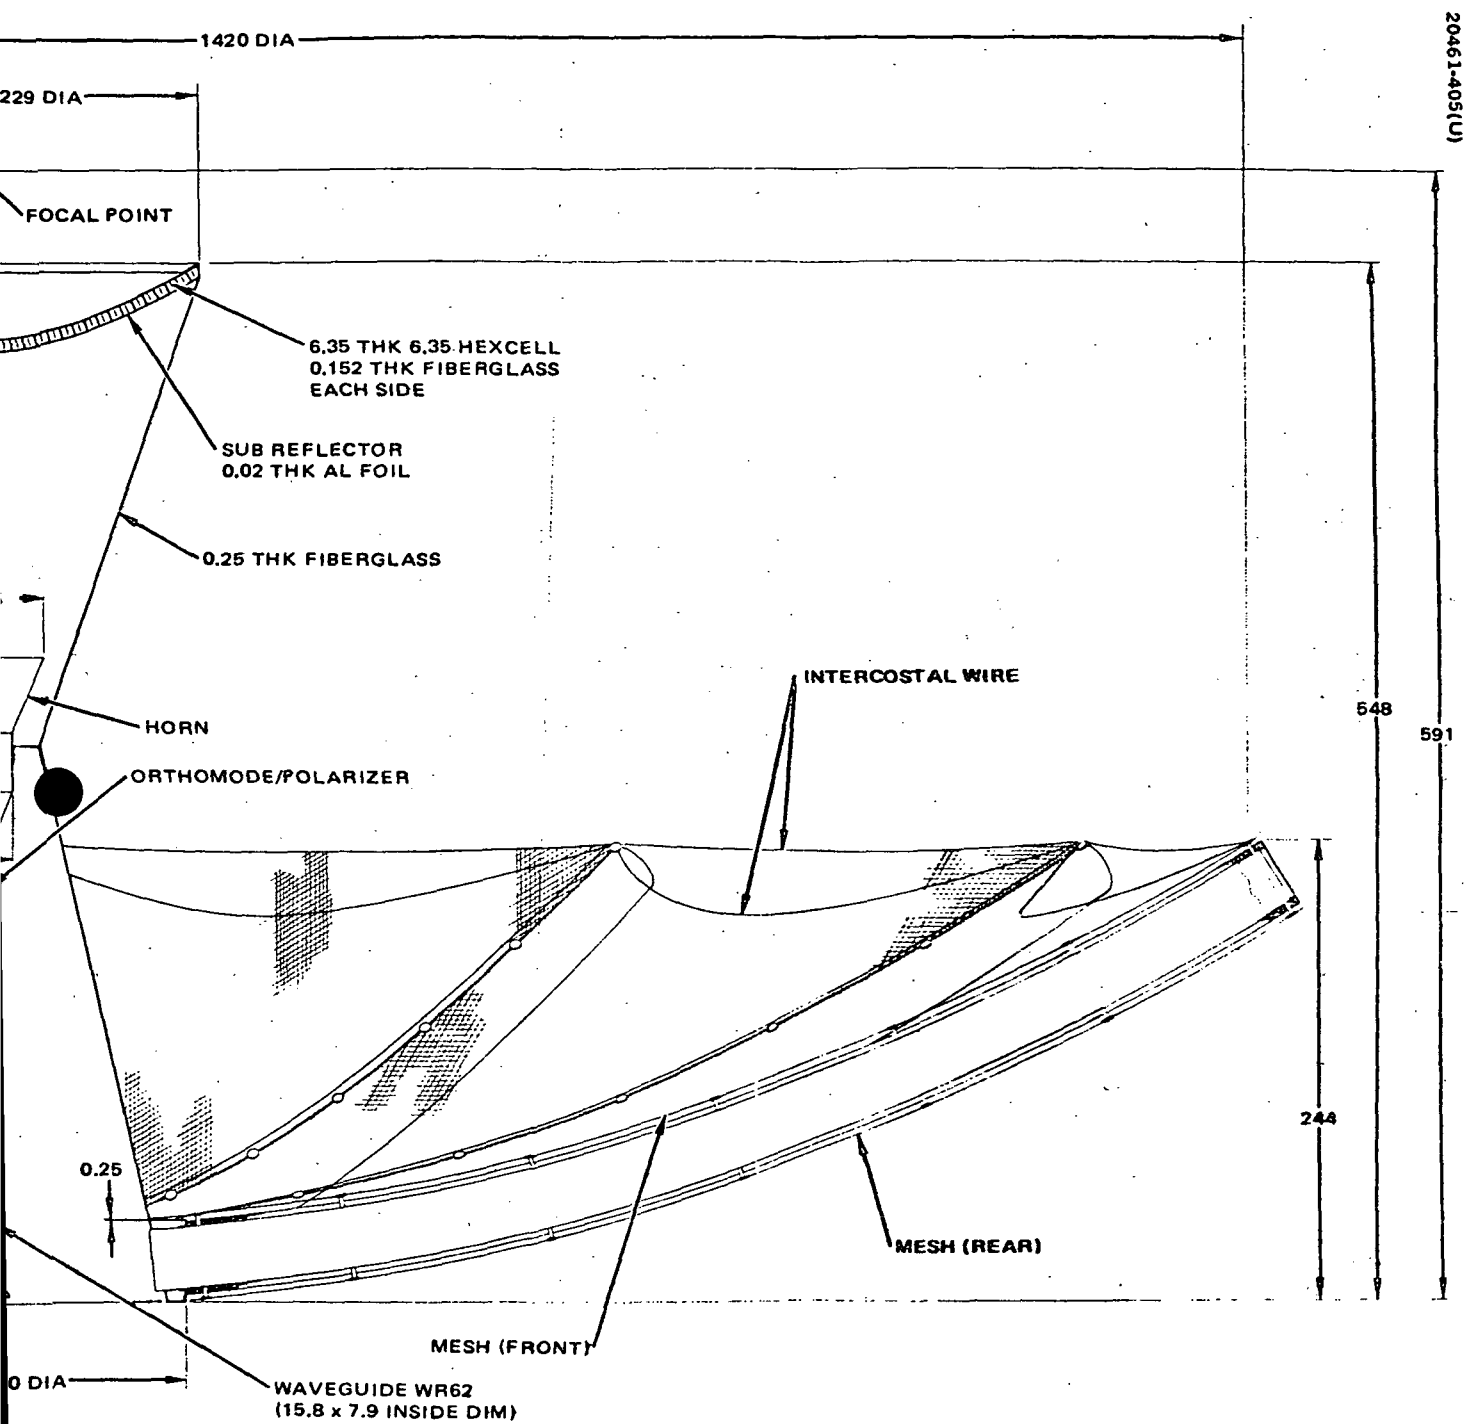 1420 DIA
20461-405(U)
229 DIA
FOCAL POINT
6.35 THK 6.35 HEXCELL
0.152 THK FIBERGLASS
EACH SIDE
SUB REFLECTOR
0.02 THK AL FOIL
0.25 THK FIBERGLASS
INTERCOSTAL WIRE
548
591
HORN
ORTHOMODE/POLARIZER
244
0.25
MESH (REAR)
MESH (FRONT)
0 DIA
WAVEGUIDE WR62
(15.8 x 7.9 INSIDE DIM)